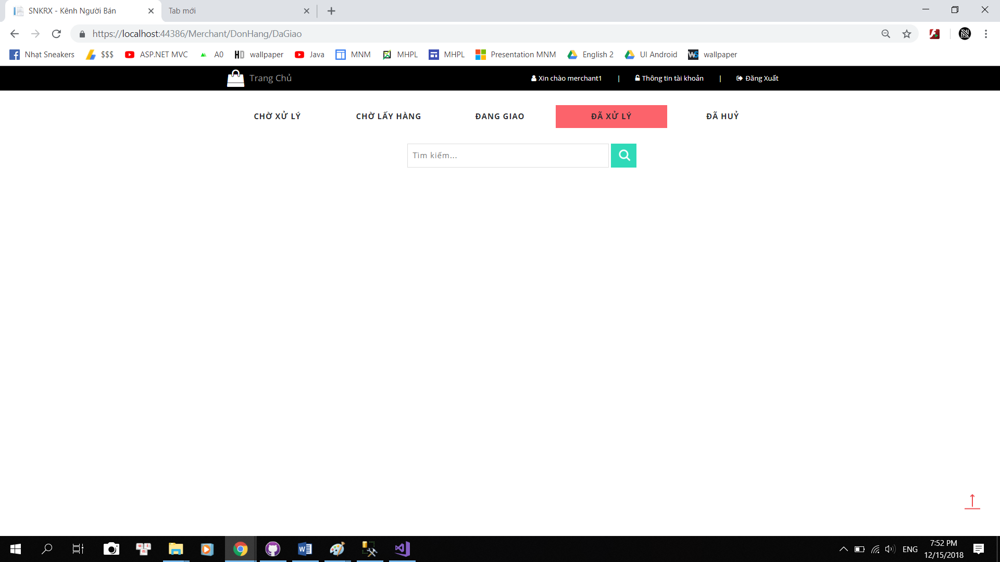 SNKRX - Kênh Người Bán
Tab mới
https://localhost:44386/Merchant/DonHang/DaGiao
Nhạt Sneakers
$$$
ASP.NET MVC
A0
HD wallpaper
Java
MNM
MHPL
MHPL
Presentation MNM
English 2
UI Android
WS wallpaper
Trang Chủ
Xin chào merchant1
|
Thông tin tài khoản
|
Đăng Xuất
CHỜ XỬ LÝ
CHỜ LẤY HÀNG
ĐANG GIAO
ĐÃ XỬ LÝ
ĐÃ HUỶ
Tìm kiếm...
ENG
7:52 PM
12/15/2018